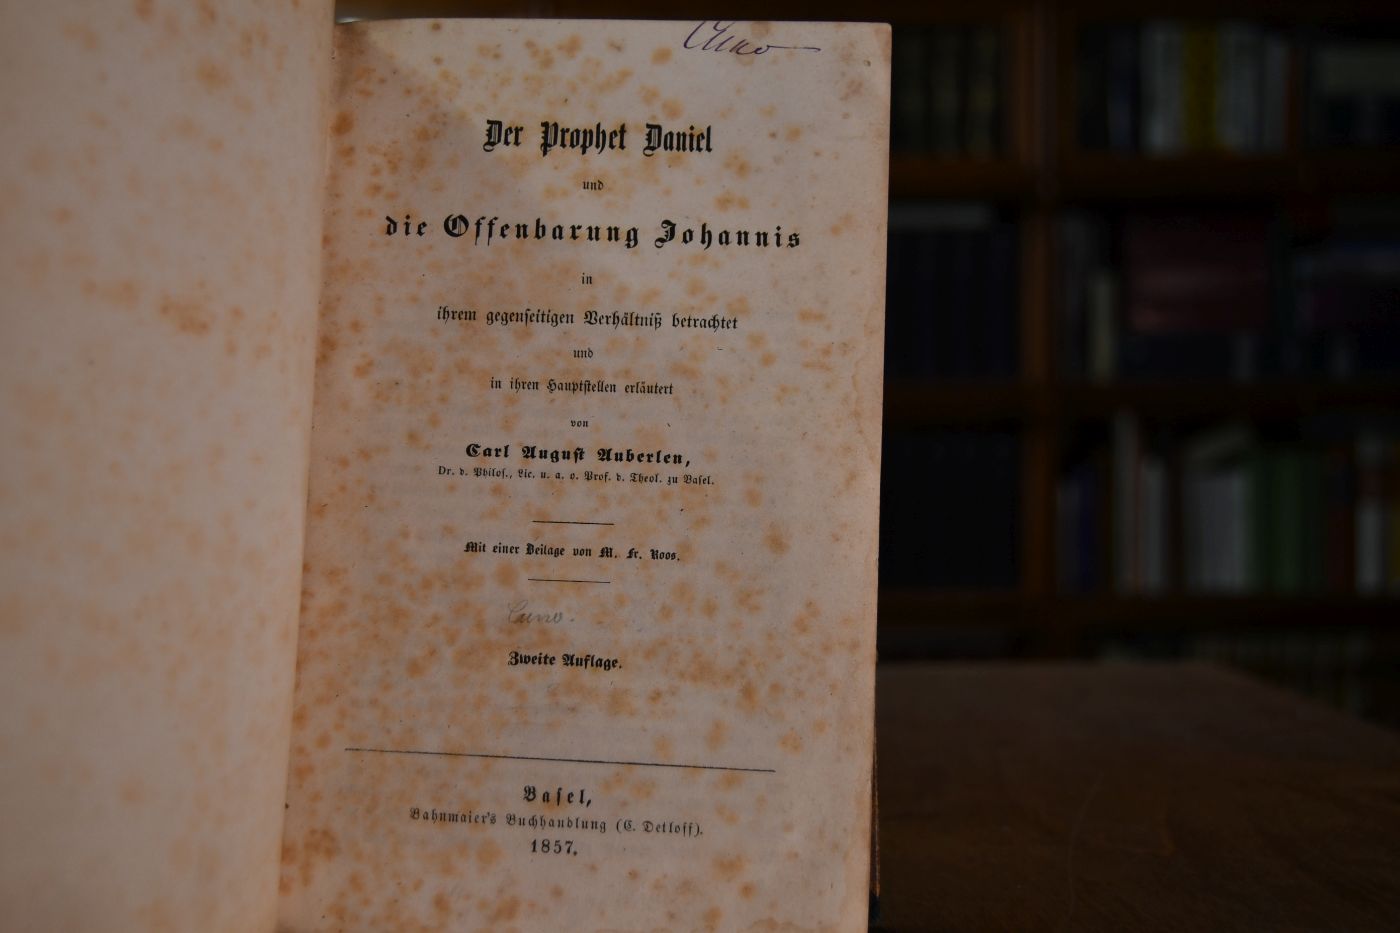 Cuno
Der Prophet Daniel
und
die Offenbarung Johannis
in
ihrem gegenseitigen Verhältniß betrachtet
und
in ihren Hauptstellen erläutert
von
Carl August Auberlen,
Dr. d. Philos., Lic. u. a. o. Prof. d. Theol. zu Basel.
Mit einer Beilage von M. Fr. Roos.
Cuno.
Zweite Auflage.
Basel,
Bahnmaier's Buchhandlung (C. Detloff).
1857.